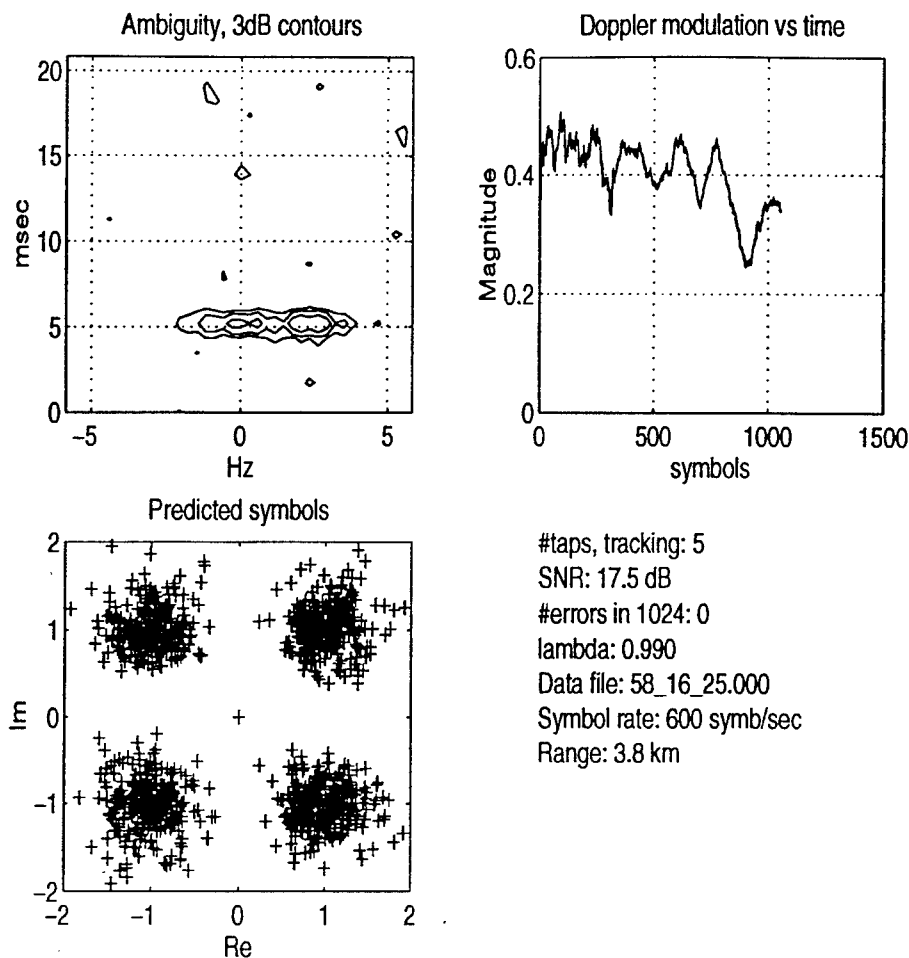 Ambiguity, 3dB contours
20
15
10
5
0
msec
−5 0 5
Hz
Doppler modulation vs time
0.6
0.4
0.2
0
Magnitude
0 500 1000 1500
symbols
Predicted symbols
2
1
0
−1
−2
Im
−2 −1 0 1 2
Re
#taps, tracking: 5
SNR: 17.5 dB
#errors in 1024: 0
lambda: 0.990
Data file: 58_16_25.000
Symbol rate: 600 symb/sec
Range: 3.8 km